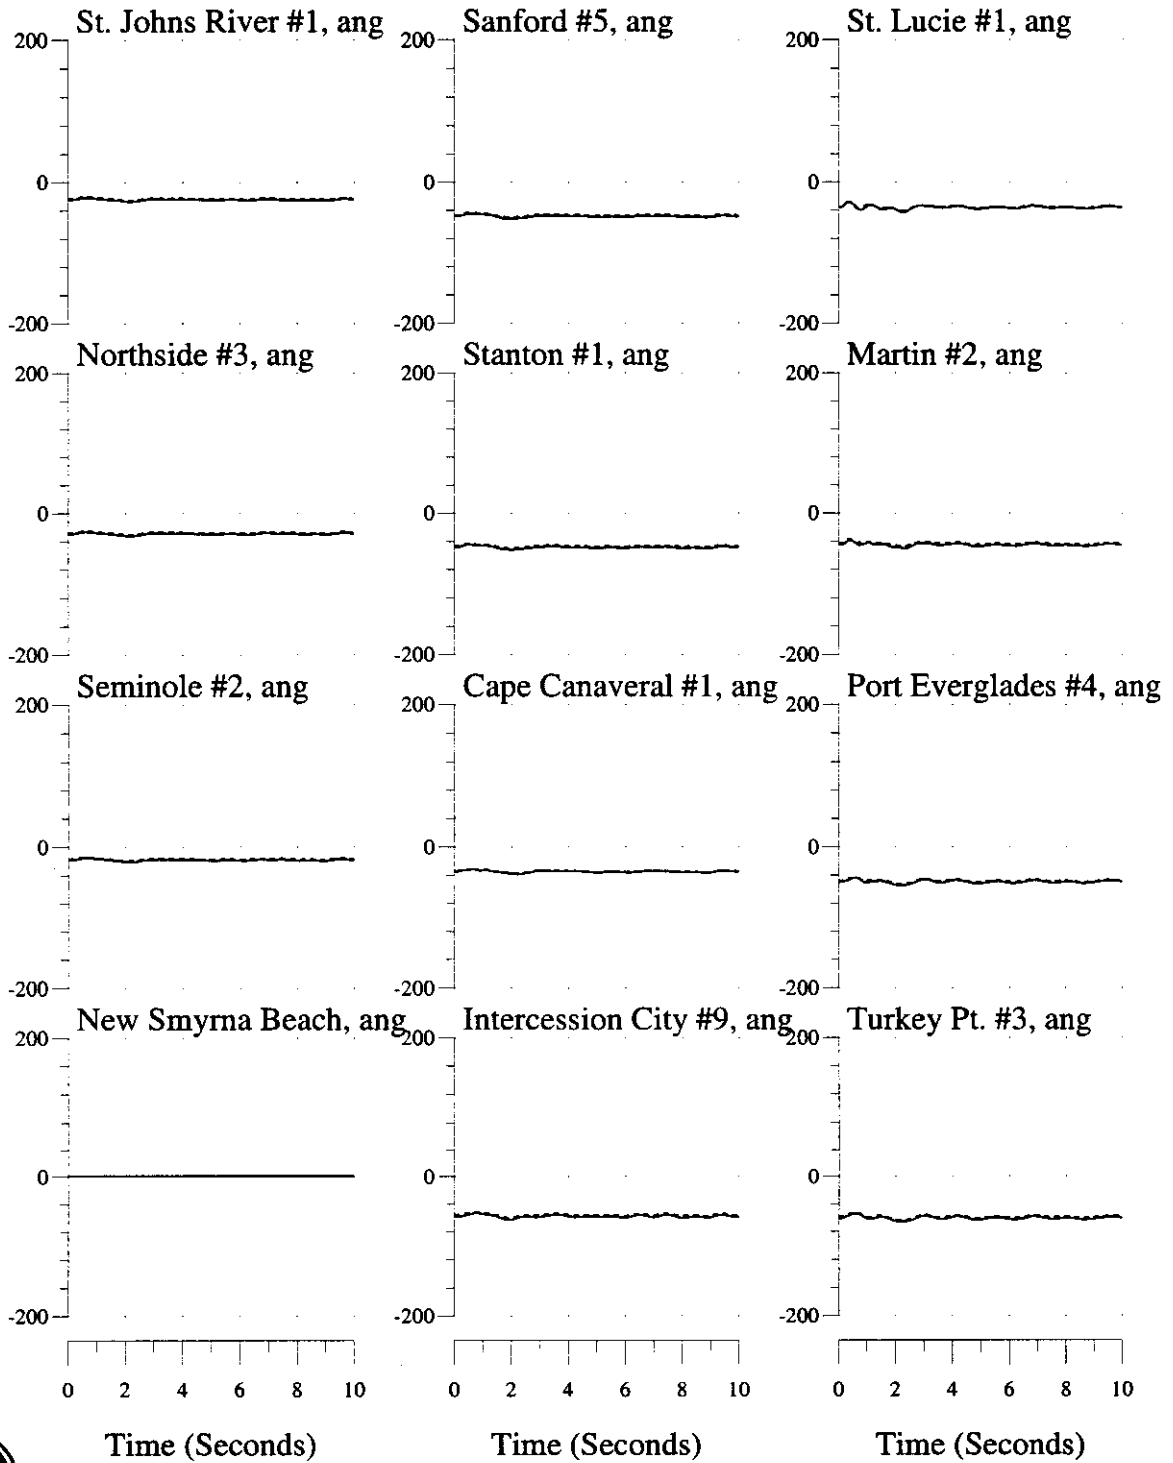 St. Johns River #1, ang
Sanford #5, ang
St. Lucie #1, ang
200
0
-200
200
0
-200
200
0
-200
Northside #3, ang
Stanton #1, ang
Martin #2, ang
200
0
-200
200
0
-200
200
0
-200
Seminole #2, ang
Cape Canaveral #1, ang
Port Everglades #4, ang
200
0
-200
200
0
-200
200
0
-200
New Smyrna Beach, ang
Intercession City #9, ang
Turkey Pt. #3, ang
200
0
-200
200
0
-200
200
0
-200
0 2 4 6 8 10
0 2 4 6 8 10
0 2 4 6 8 10
Time (Seconds)
Time (Seconds)
Time (Seconds)